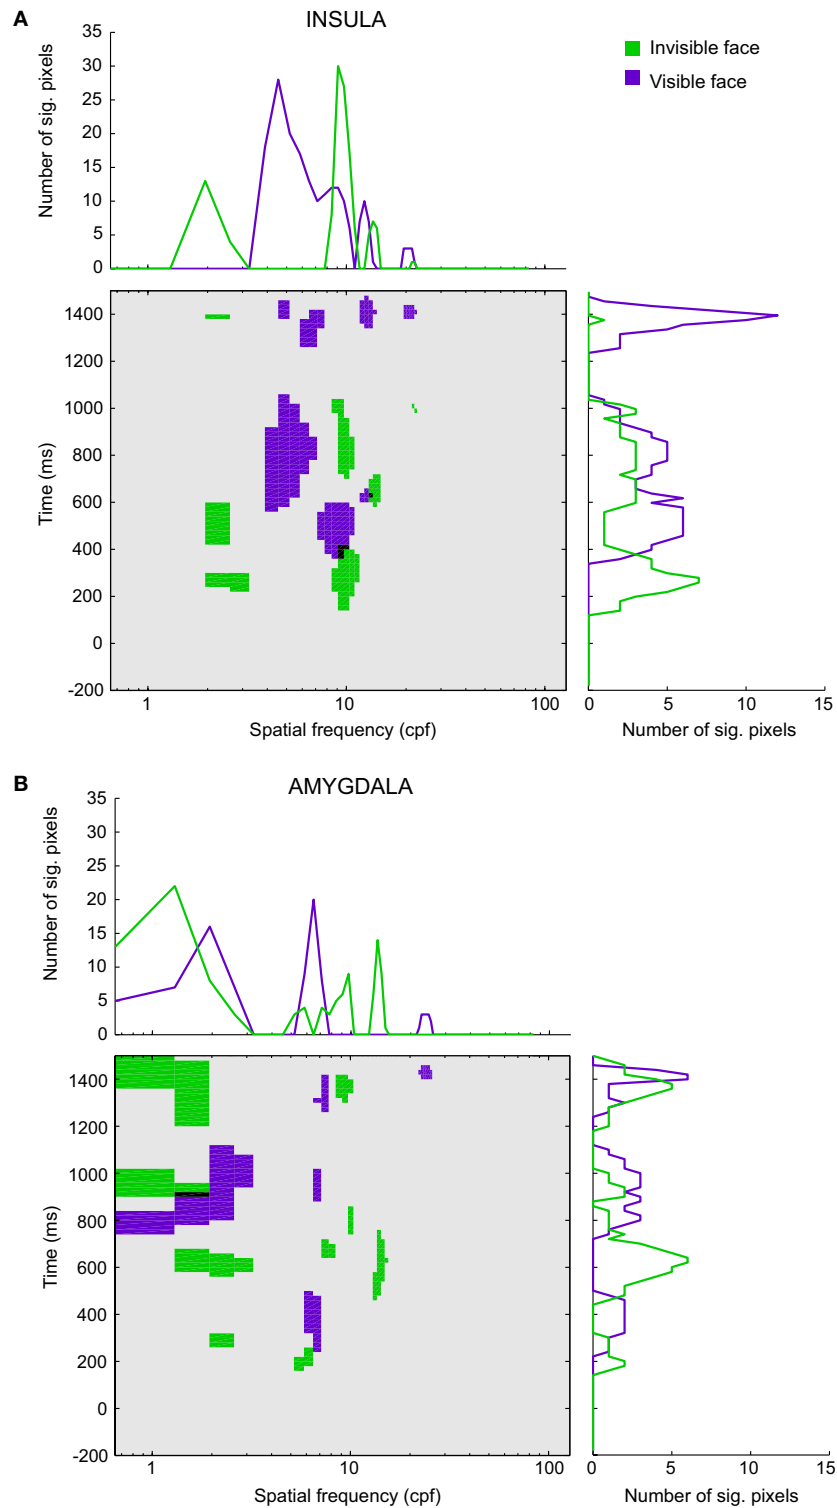 A
INSULA
Invisible face
Visible face
Number of sig. pixels
35
30
25
20
15
10
5
0
Time (ms)
1400
1200
1000
800
600
400
200
0
-200
1 10 100
Spatial frequency (cpf)
0 5 10 15
Number of sig. pixels
B
AMYGDALA
Number of sig. pixels
35
30
25
20
15
10
5
0
Time (ms)
1400
1200
1000
800
600
400
200
0
-200
1 10 100
Spatial frequency (cpf)
0 5 10 15
Number of sig. pixels